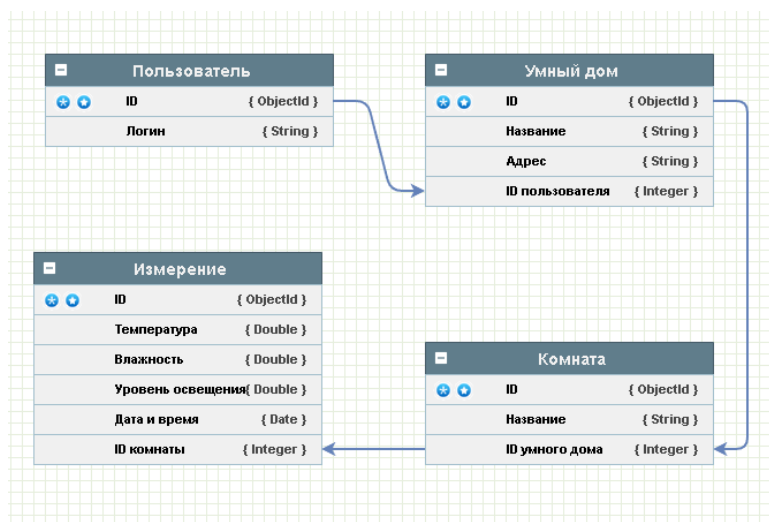 Пользователь
ID { ObjectId }
Логин { String }
Умный дом
ID { ObjectId }
Название { String }
Адрес { String }
ID пользователя { Integer }
Измерение
ID { ObjectId }
Температура { Double }
Влажность { Double }
Уровень освещения { Double }
Дата и время { Date }
ID комнаты { Integer }
Комната
ID { ObjectId }
Название { String }
ID умного дома { Integer }